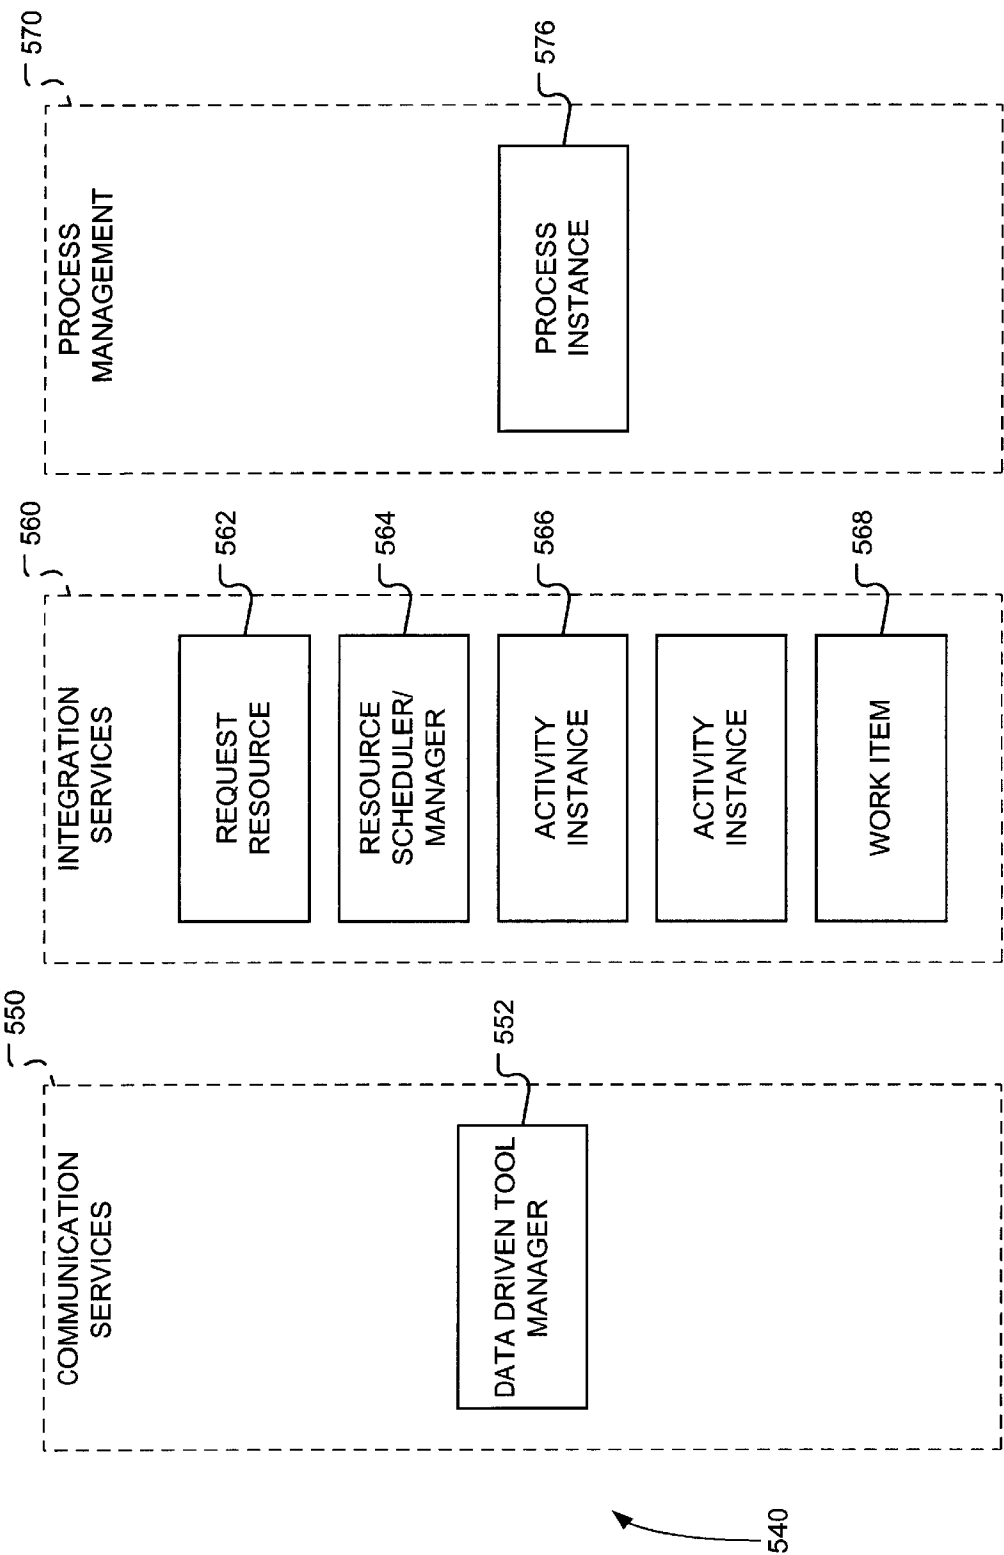 540
550
COMMUNICATION
SERVICES
552
DATA DRIVEN TOOL
MANAGER
560
INTEGRATION
SERVICES
562
REQUEST
RESOURCE
564
RESOURCE
SCHEDULER/
MANAGER
566
ACTIVITY
INSTANCE
ACTIVITY
INSTANCE
568
WORK ITEM
570
PROCESS
MANAGEMENT
576
PROCESS
INSTANCE